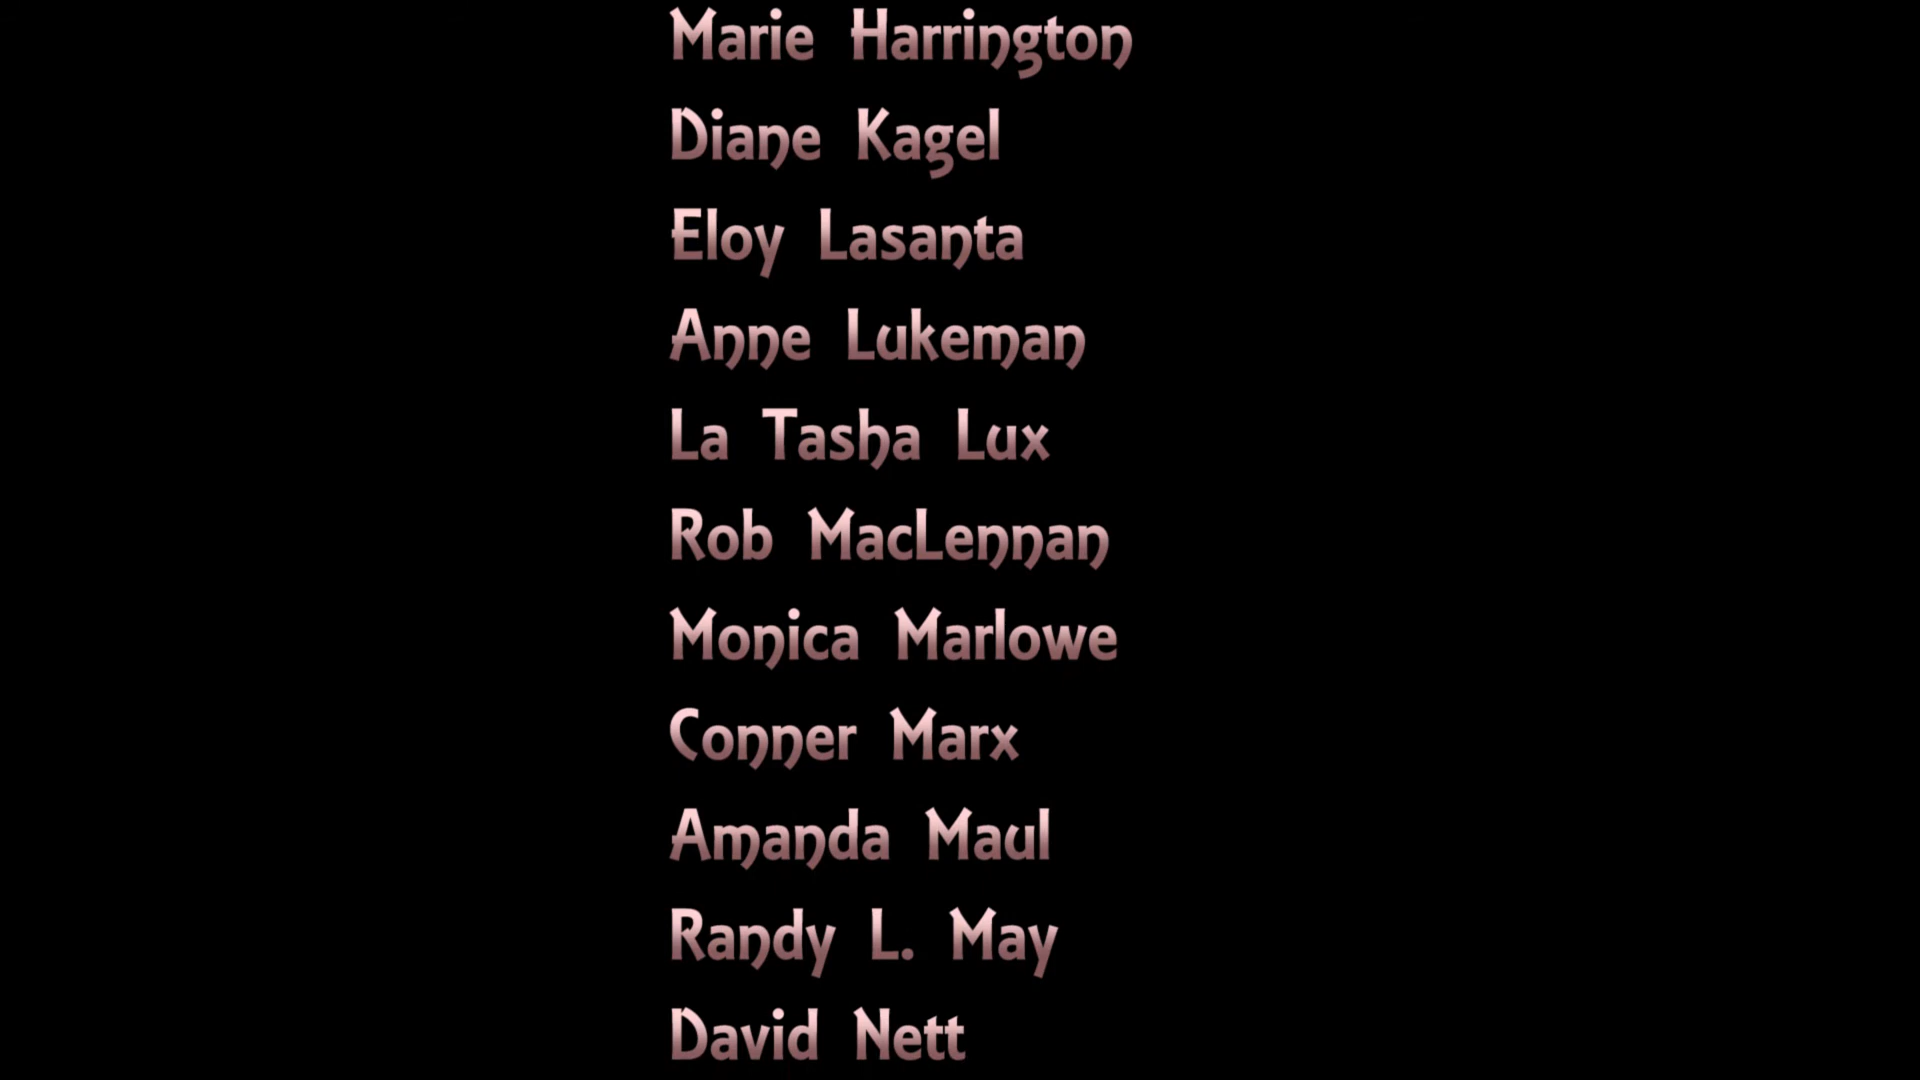 Marie Harrington
Diane Kagel
Eloy Lasanta
Anne Lukeman
La Tasha Lux
Rob MacLennan
Monica Marlowe
Conner Marx
Amanda Maul
Randy L. May
David Nett